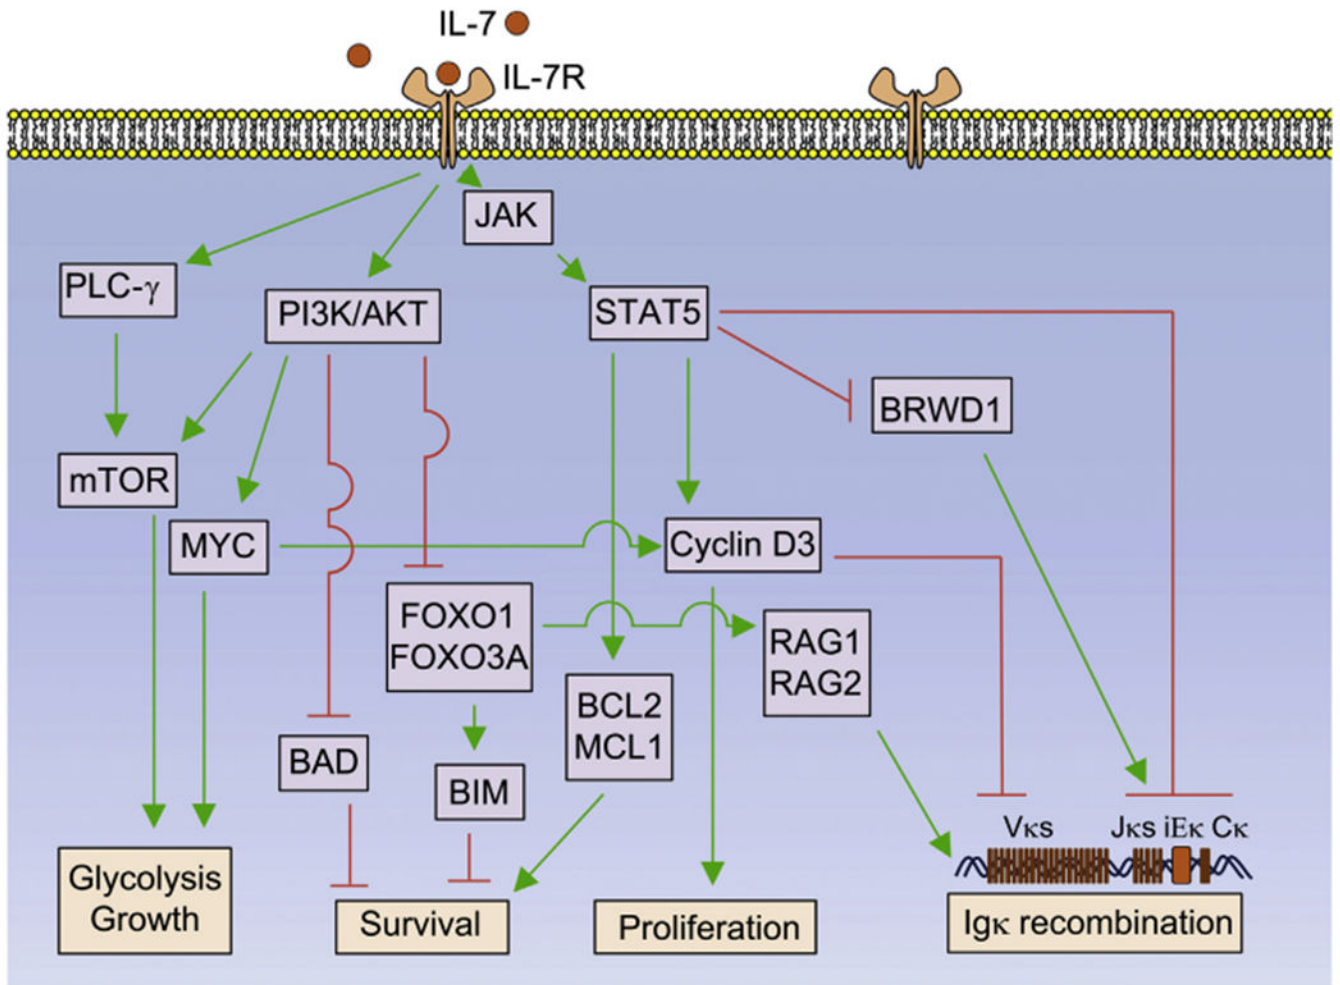 IL-7
IL-7R
JAK
PLC-γ
PI3K/AKT
STAT5
BRWD1
mTOR
MYC
Cyclin D3
FOXO1
FOXO3A
RAG1
RAG2
BCL2
MCL1
BAD
BIM
Vκs
Jκs iEκ Cκ
Glycolysis
Growth
Survival
Proliferation
Igκ recombination